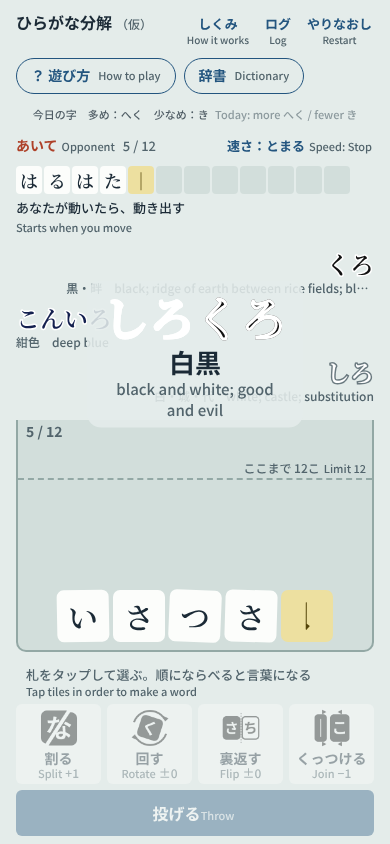 ひらがな分解 （仮）
しくみ ログ やりなおし
How it works Log Restart
？ 遊び方 How to play 辞書 Dictionary
今日の字　多め：へく　少なめ：き Today: more へく / fewer き
あいて Opponent 5 / 12 速さ：とまる Speed: Stop
は る は た
あなたが動いたら、動き出す
Starts when you move
くろ
黒・畔 black; ridge of earth between rice fields; bl…
こんいろ しろくろ
紺色 deep blue
しろ
白黒
black and white; good and evil
substitution
5 / 12
ここまで 12こ Limit 12
い さ つ さ
札をタップして選ぶ。順にならべると言葉になる
Tap tiles in order to make a word
な く さ ち こ
割る 回す 裏返す くっつける
Split +1 Rotate ±0 Flip ±0 Join −1
投げる Throw